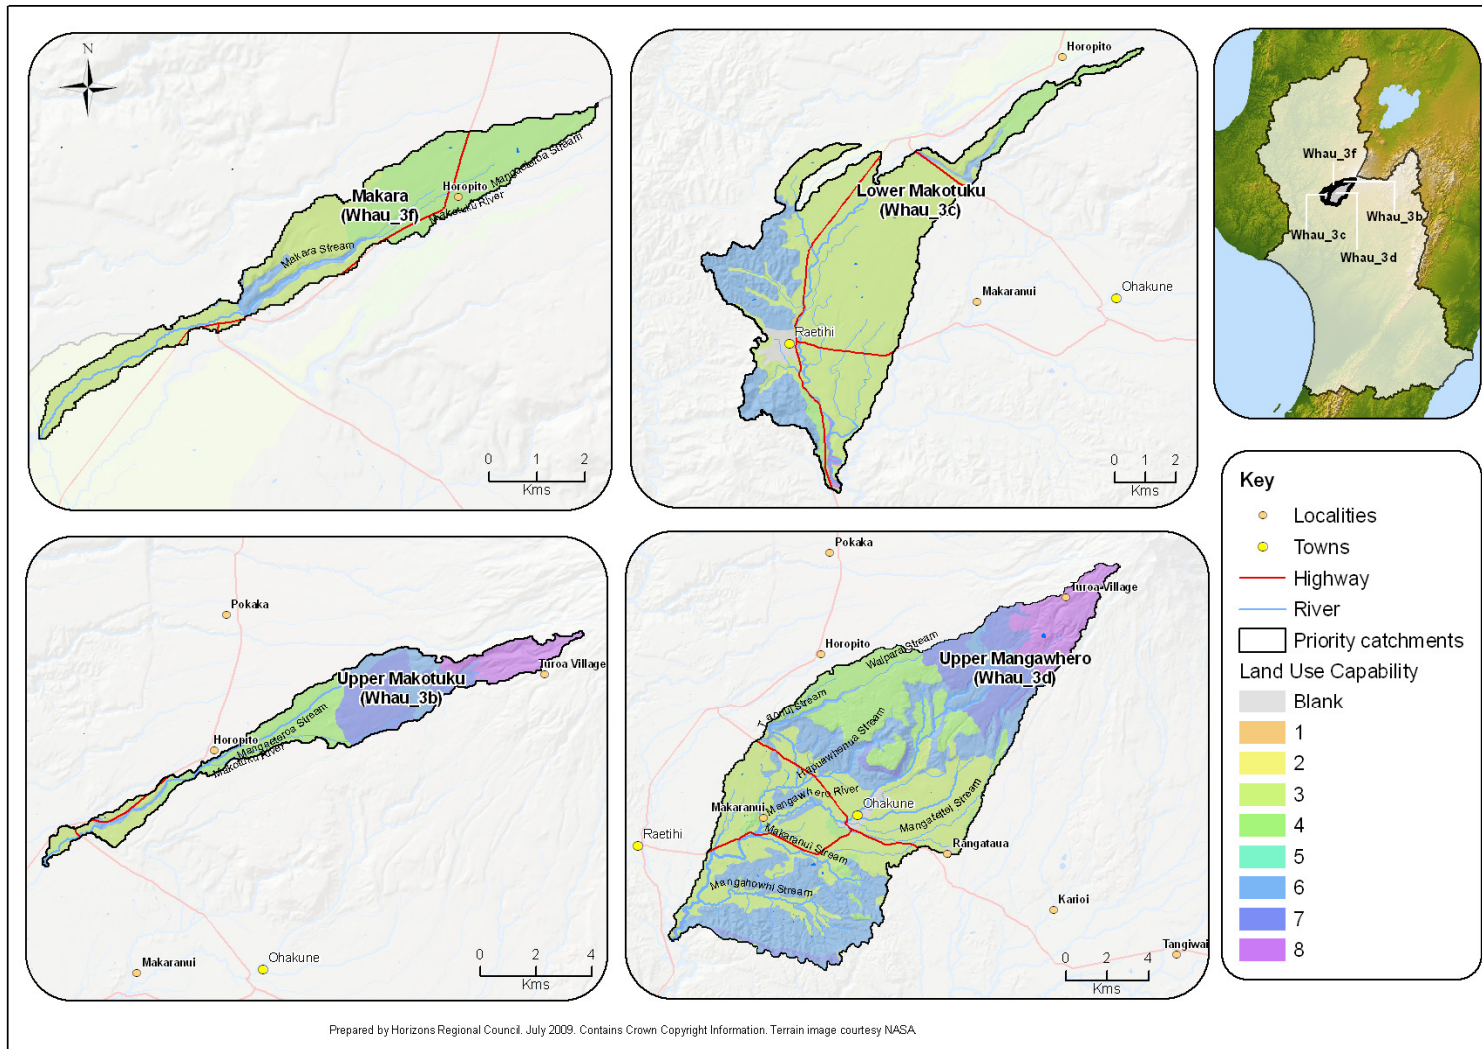 N
Makara
(Whau_3f)
Horopito
Mangaeteroa Stream
Makotuku River
Makara Stream
0 1 2
Kms
Horopito
Lower Makotuku
(Whau_3c)
Makaranui
Ohakune
Raetihi
0 1 2
Kms
Whau_3f
Whau_3b
Whau_3c
Whau_3d
Pokaka
Turoa Village
Upper Makotuku
(Whau_3b)
Horopito
Mangaeteroa Stream
Makotuku River
Makaranui
Ohakune
0 2 4
Kms
Pokaka
Turoa Village
Horopito
Waiparai Stream
Upper Mangawhero
(Whau_3d)
Taonui Stream
Hapuawhenua Stream
Mangawhero River
Makaranui
Ohakune
Mangateitei Stream
Raetihi
Makaranui Stream
Rangataua
Mangahowhi Stream
Karioi
Tangiwai
0 2 4
Kms
Key
Localities
Towns
Highway
River
Priority catchments
Land Use Capability
Blank
1
2
3
4
5
6
7
8
Prepared by Horizons Regional Council. July 2009. Contains Crown Copyright Information. Terrain image courtesy NASA